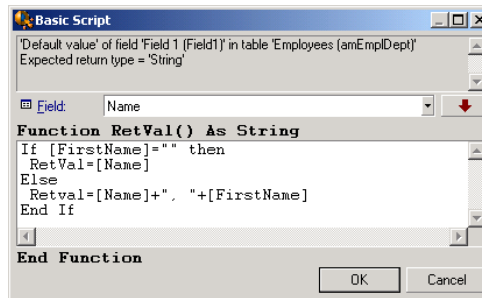 Basic Script
'Default value' of field 'Field 1 (Field1)' in table 'Employees (amEmplDept)'
Expected return type = 'String'
Field: Name
Function RetVal() As String
If [FirstName]="" then
RetVal=[Name]
Else
Retval=[Name]+", "+[FirstName]
End If
End Function
OK Cancel